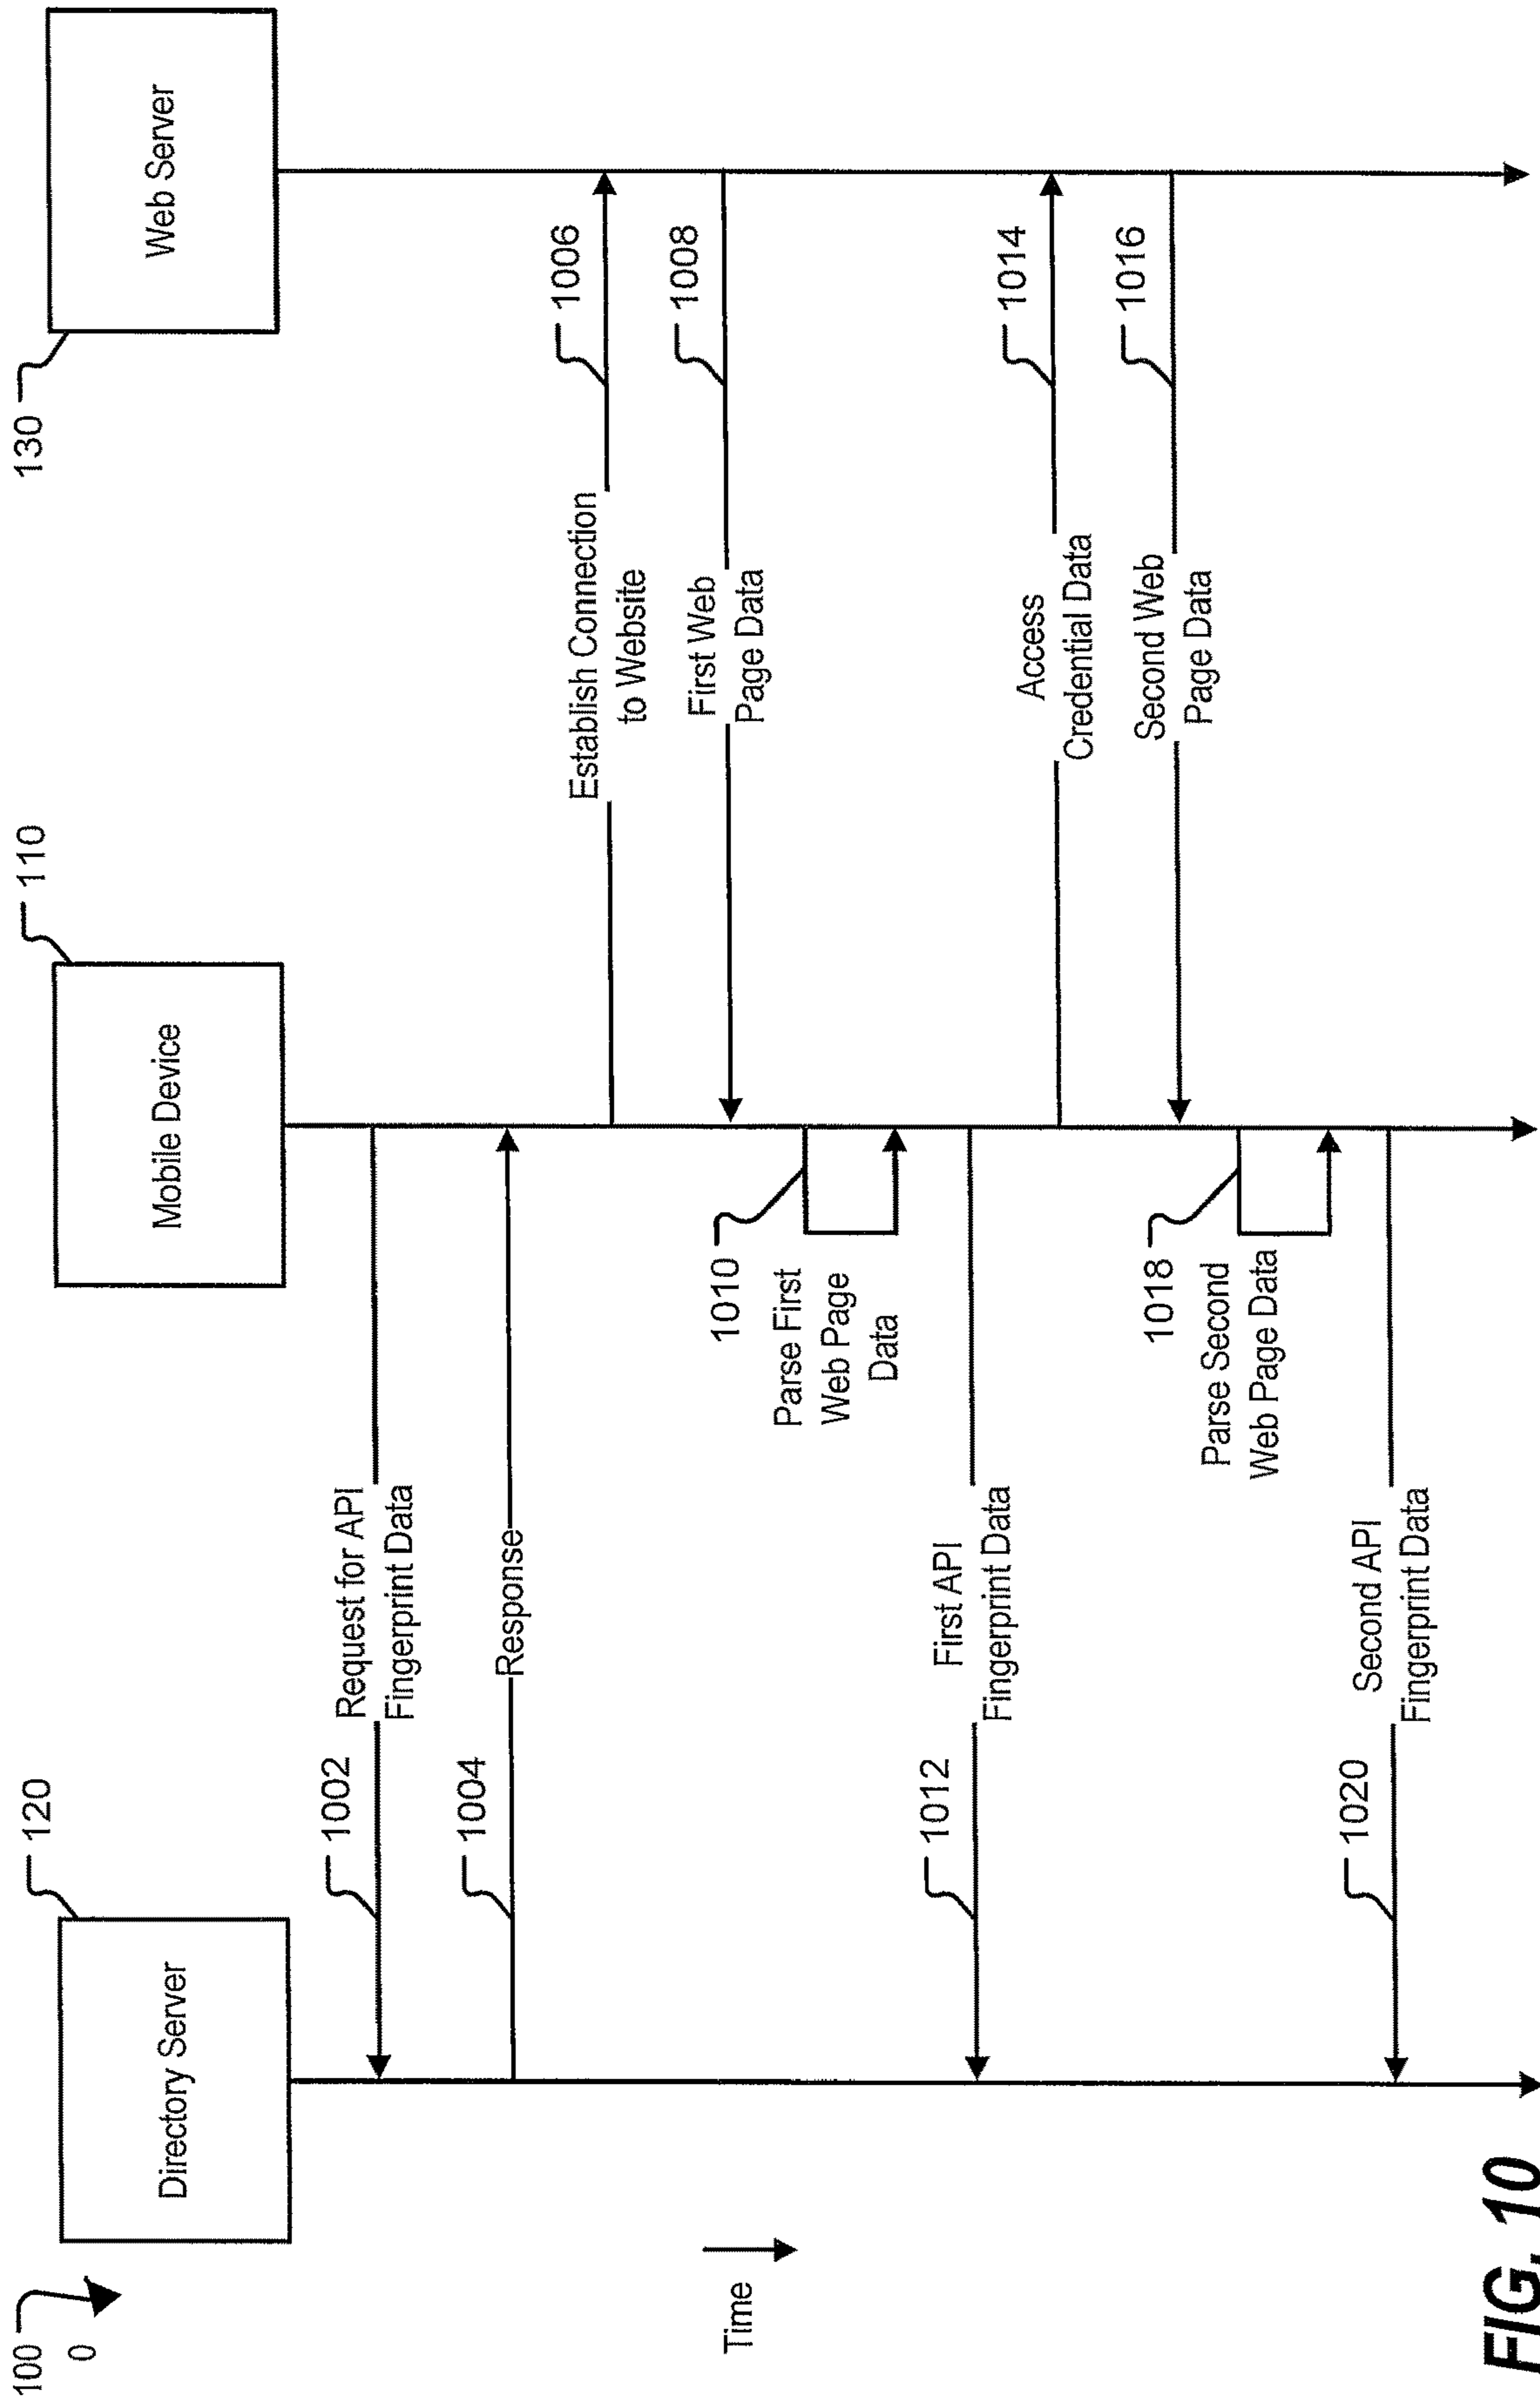 100
0
120
110
130
Directory Server
Mobile Device
Web Server
1002
Request for API
Fingerprint Data
1004
Response
Establish Connection
to Website
1006
First Web
Page Data
1008
Time
1010
Parse First
Web Page
Data
1012
First API
Fingerprint Data
Access
Credential Data
1014
Second Web
Page Data
1016
1018
Parse Second
Web Page Data
1020
Second API
Fingerprint Data
FIG. 10